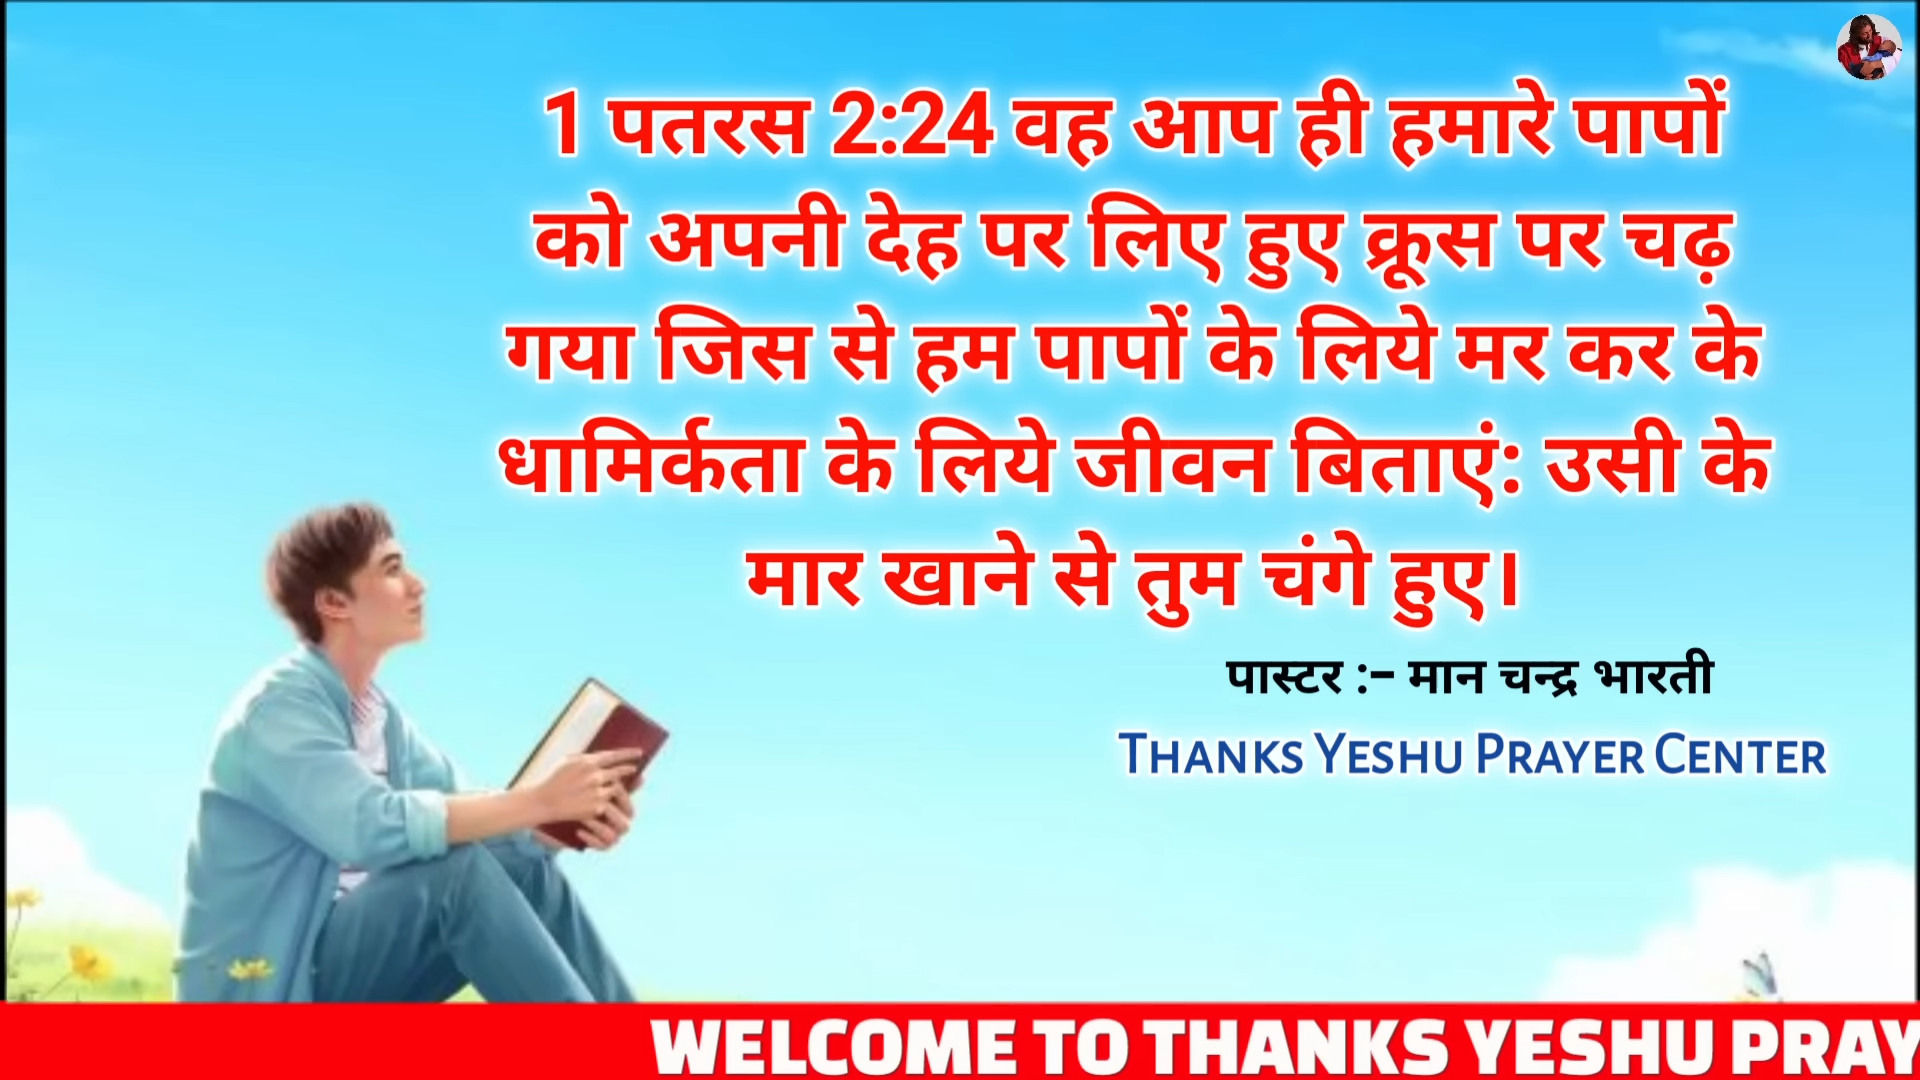 1 पतरस 2:24 वह आप ही हमारे पापों
को अपनी देह पर लिए हुए क्रूस पर चढ़
गया जिस से हम पापों के लिये मर कर के
धामिर्कता के लिये जीवन बिताएं: उसी के
मार खाने से तुम चंगे हुए।
पास्टर :- मान चन्द्र भारती
THANKS YESHU PRAYER CENTER
WELCOME TO THANKS YESHU PRAY